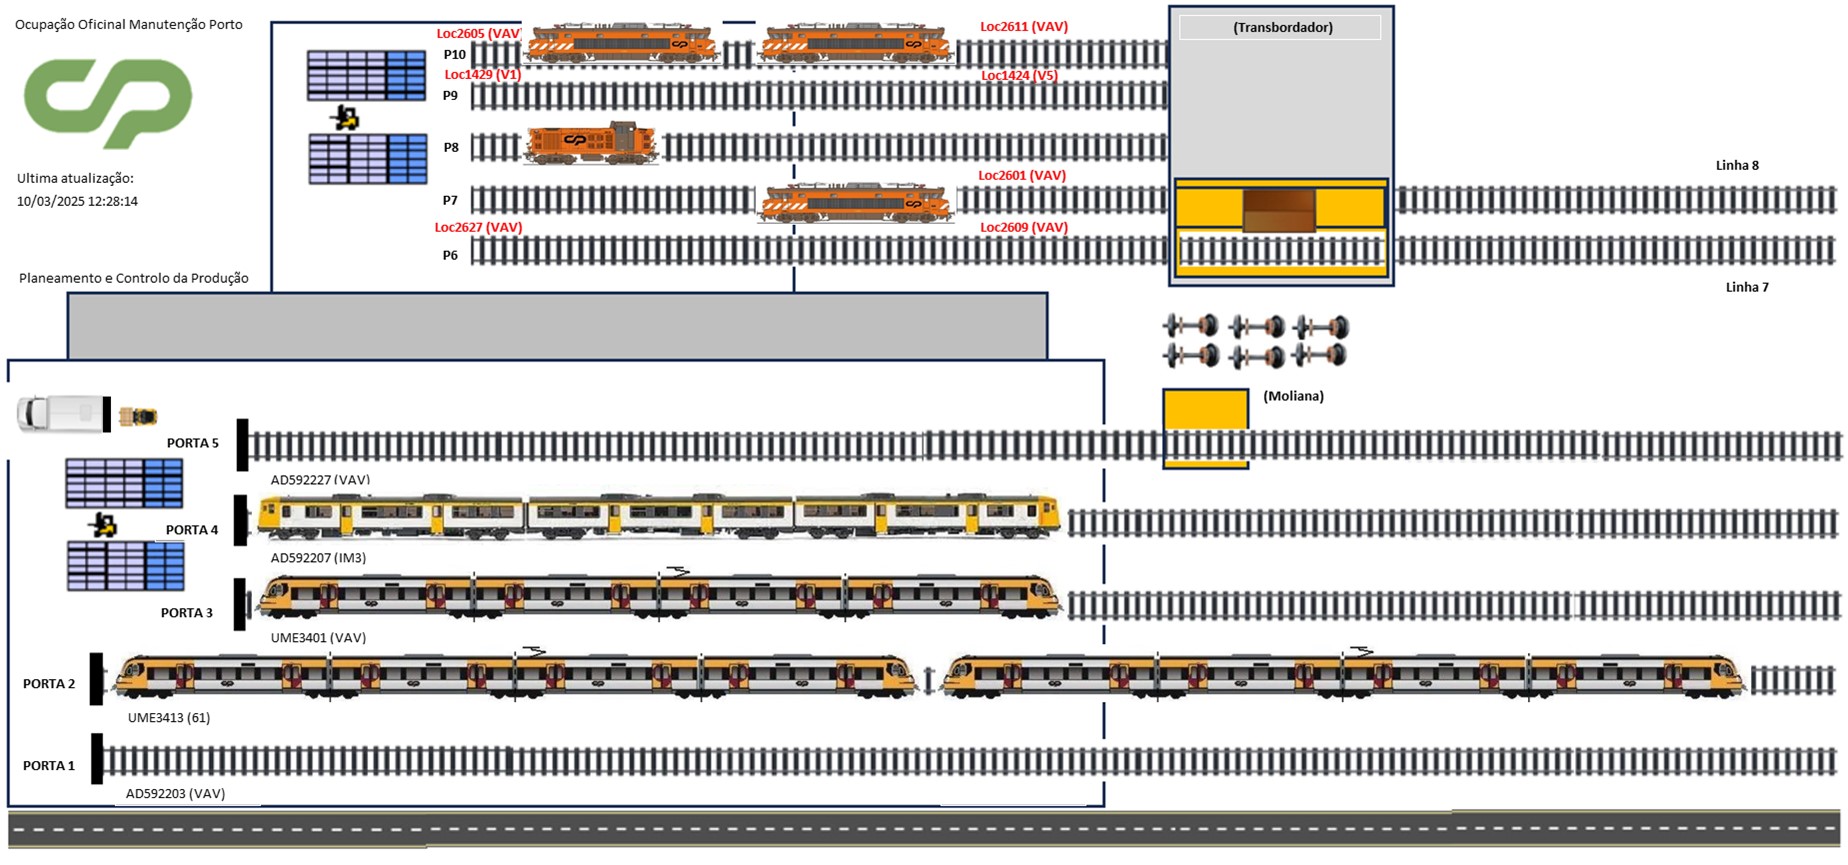 Ocupação Oficinal Manutenção Porto
Ultima atualização:
10/03/2025 12:28:14
Planeamento e Controlo da Produção
Loc2605 (VAV)
Loc2611 (VAV)
P10
Loc1429 (V1)
Loc1424 (V5)
P9
P8
Loc2601 (VAV)
P7
Loc2627 (VAV)
Loc2609 (VAV)
P6
(Transbordador)
Linha 8
Linha 7
(Moliana)
PORTA 5
AD592227 (VAV)
PORTA 4
AD592207 (IM3)
PORTA 3
UME3401 (VAV)
PORTA 2
UME3413 (61)
PORTA 1
AD592203 (VAV)